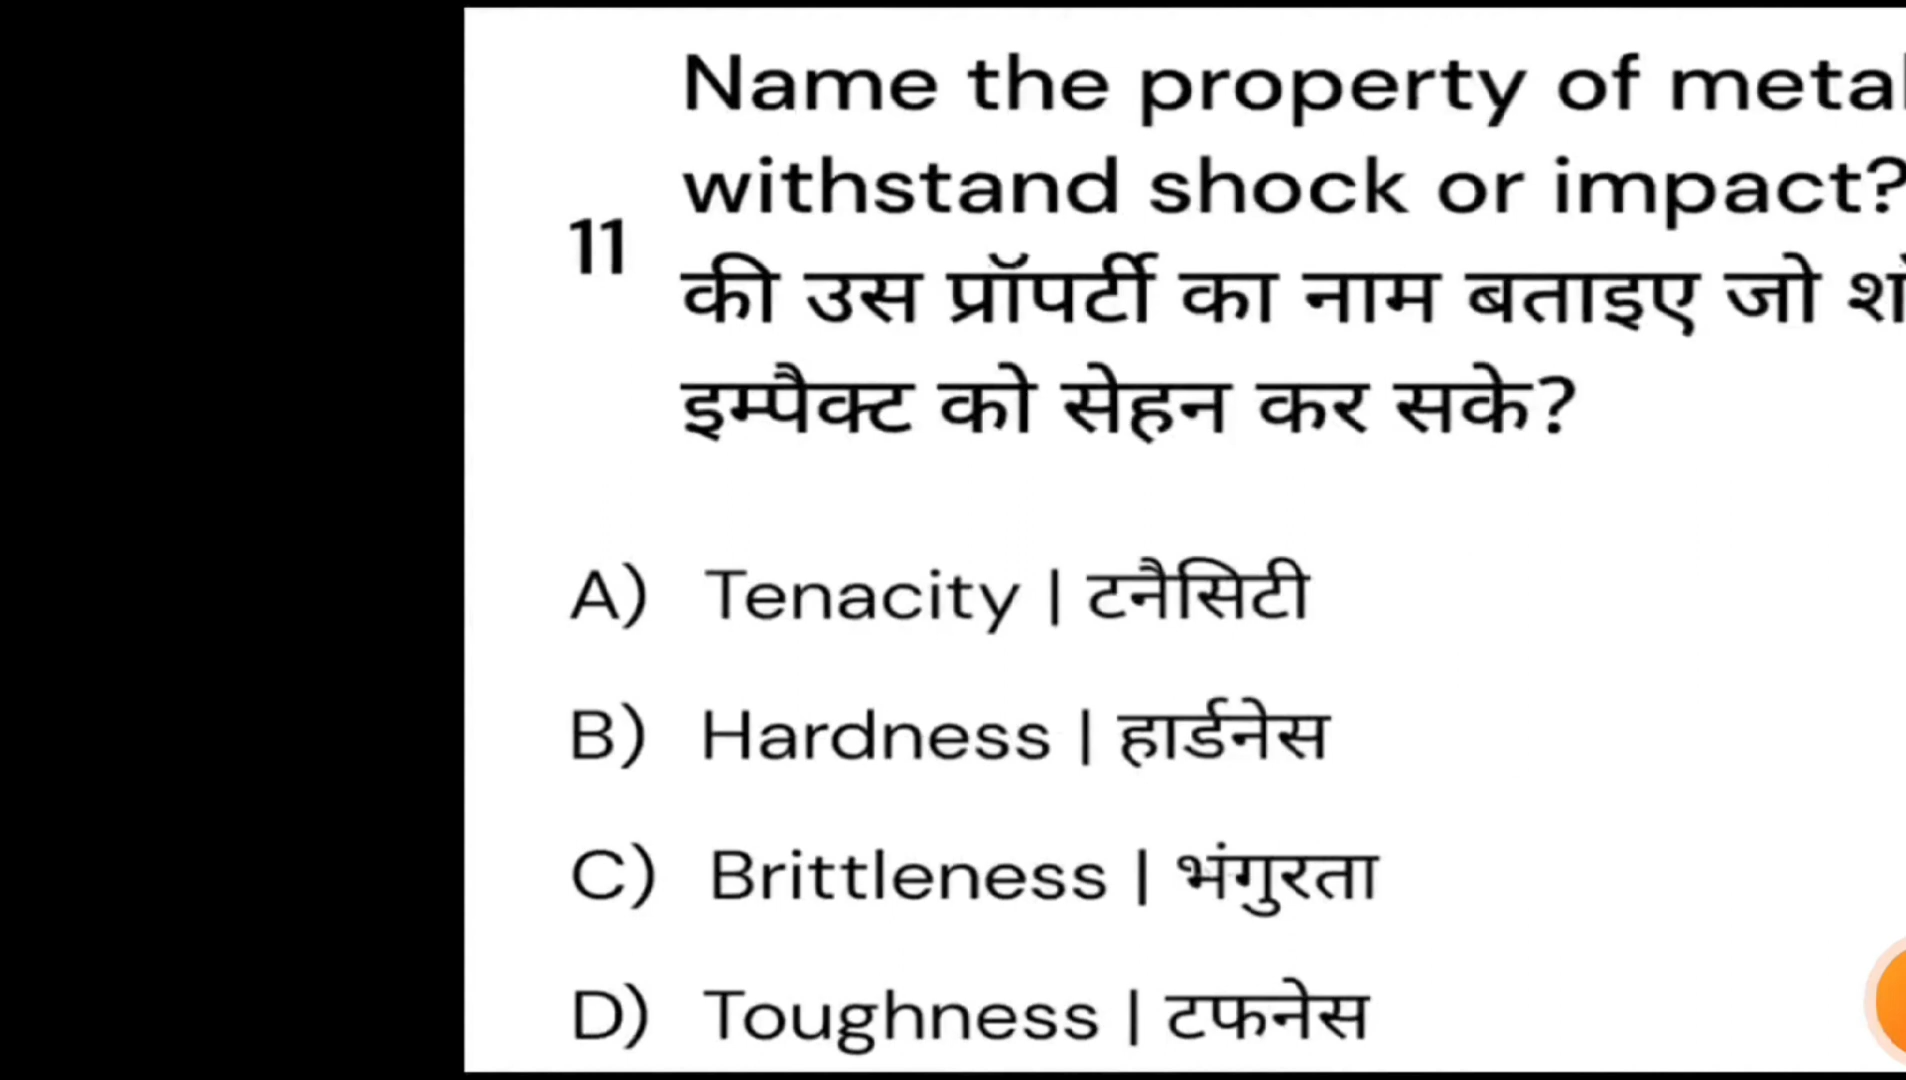 Name the property of metal
withstand shock or impact?
11
की उस प्रॉपर्टी का नाम बताइए जो
इम्पैक्ट को सेहन कर सके?
A) Tenacity | टनैसिटी
B) Hardness | हार्डनेस
C) Brittleness | भंगुरता
D) Toughness | टफनेस